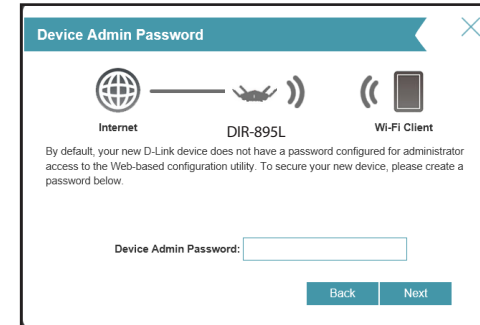 Device Admin Password
Internet
DIR-895L
Wi-Fi Client
By default, your new D-Link device does not have a password configured for administrator
access to the Web-based configuration utility. To secure your new device, please create a
password below.
Device Admin Password:
Back Next